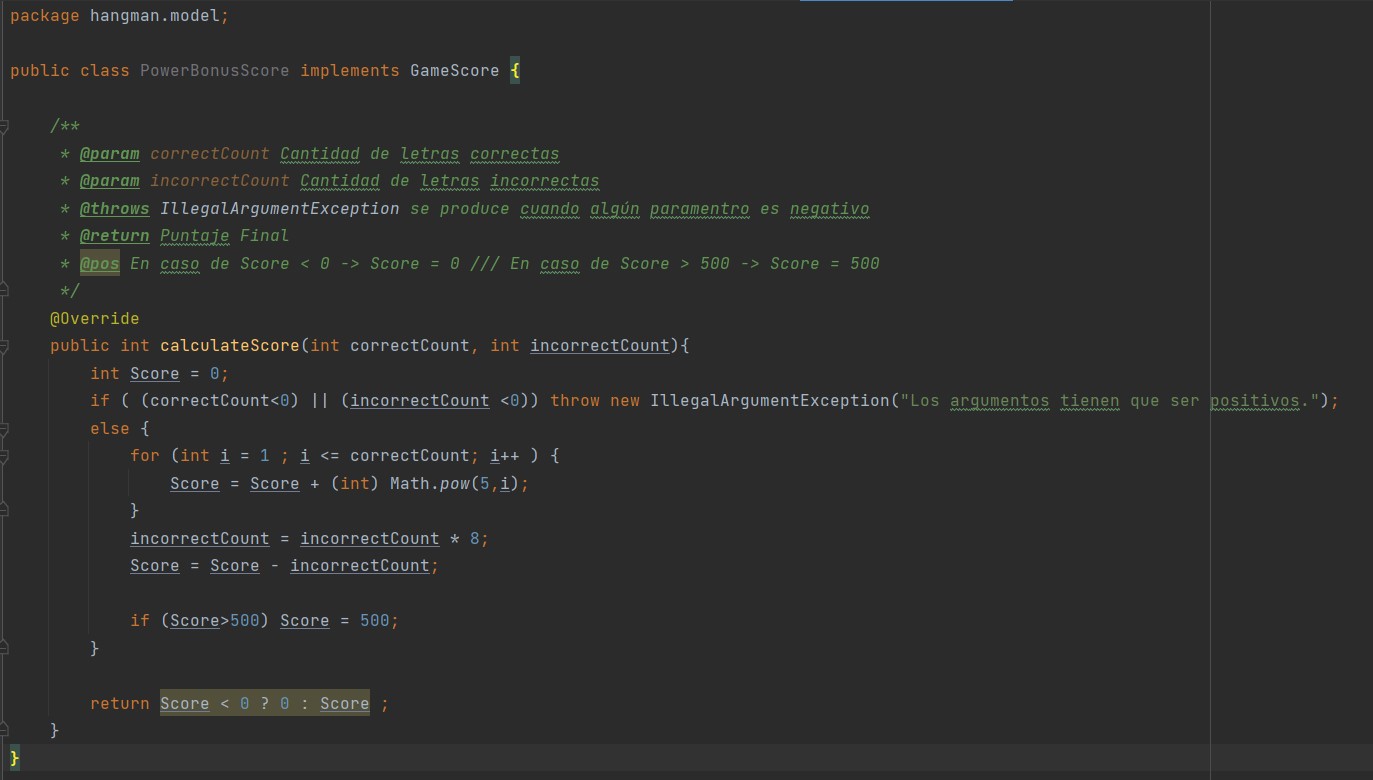 package hangman.model;
public class PowerBonusScore implements GameScore {
/**
* @param correctCount Cantidad de letras correctas
* @param incorrectCount Cantidad de letras incorrectas
* @throws IllegalArgumentException se produce cuando algún paramentro es negativo
* @return Puntaje Final
* @pos En caso de Score < 0 -> Score = 0 /// En caso de Score > 500 -> Score = 500
*/
@Override
public int calculateScore(int correctCount, int incorrectCount){
int Score = 0;
if ( (correctCount<0) || (incorrectCount <0)) throw new IllegalArgumentException("Los argumentos tienen que ser positivos.");
else {
for (int i = 1 ; i <= correctCount; i++ ) {
Score = Score + (int) Math.pow(5,i);
}
incorrectCount = incorrectCount * 8;
Score = Score - incorrectCount;
if (Score>500) Score = 500;
}
return Score < 0 ? 0 : Score ;
}
}